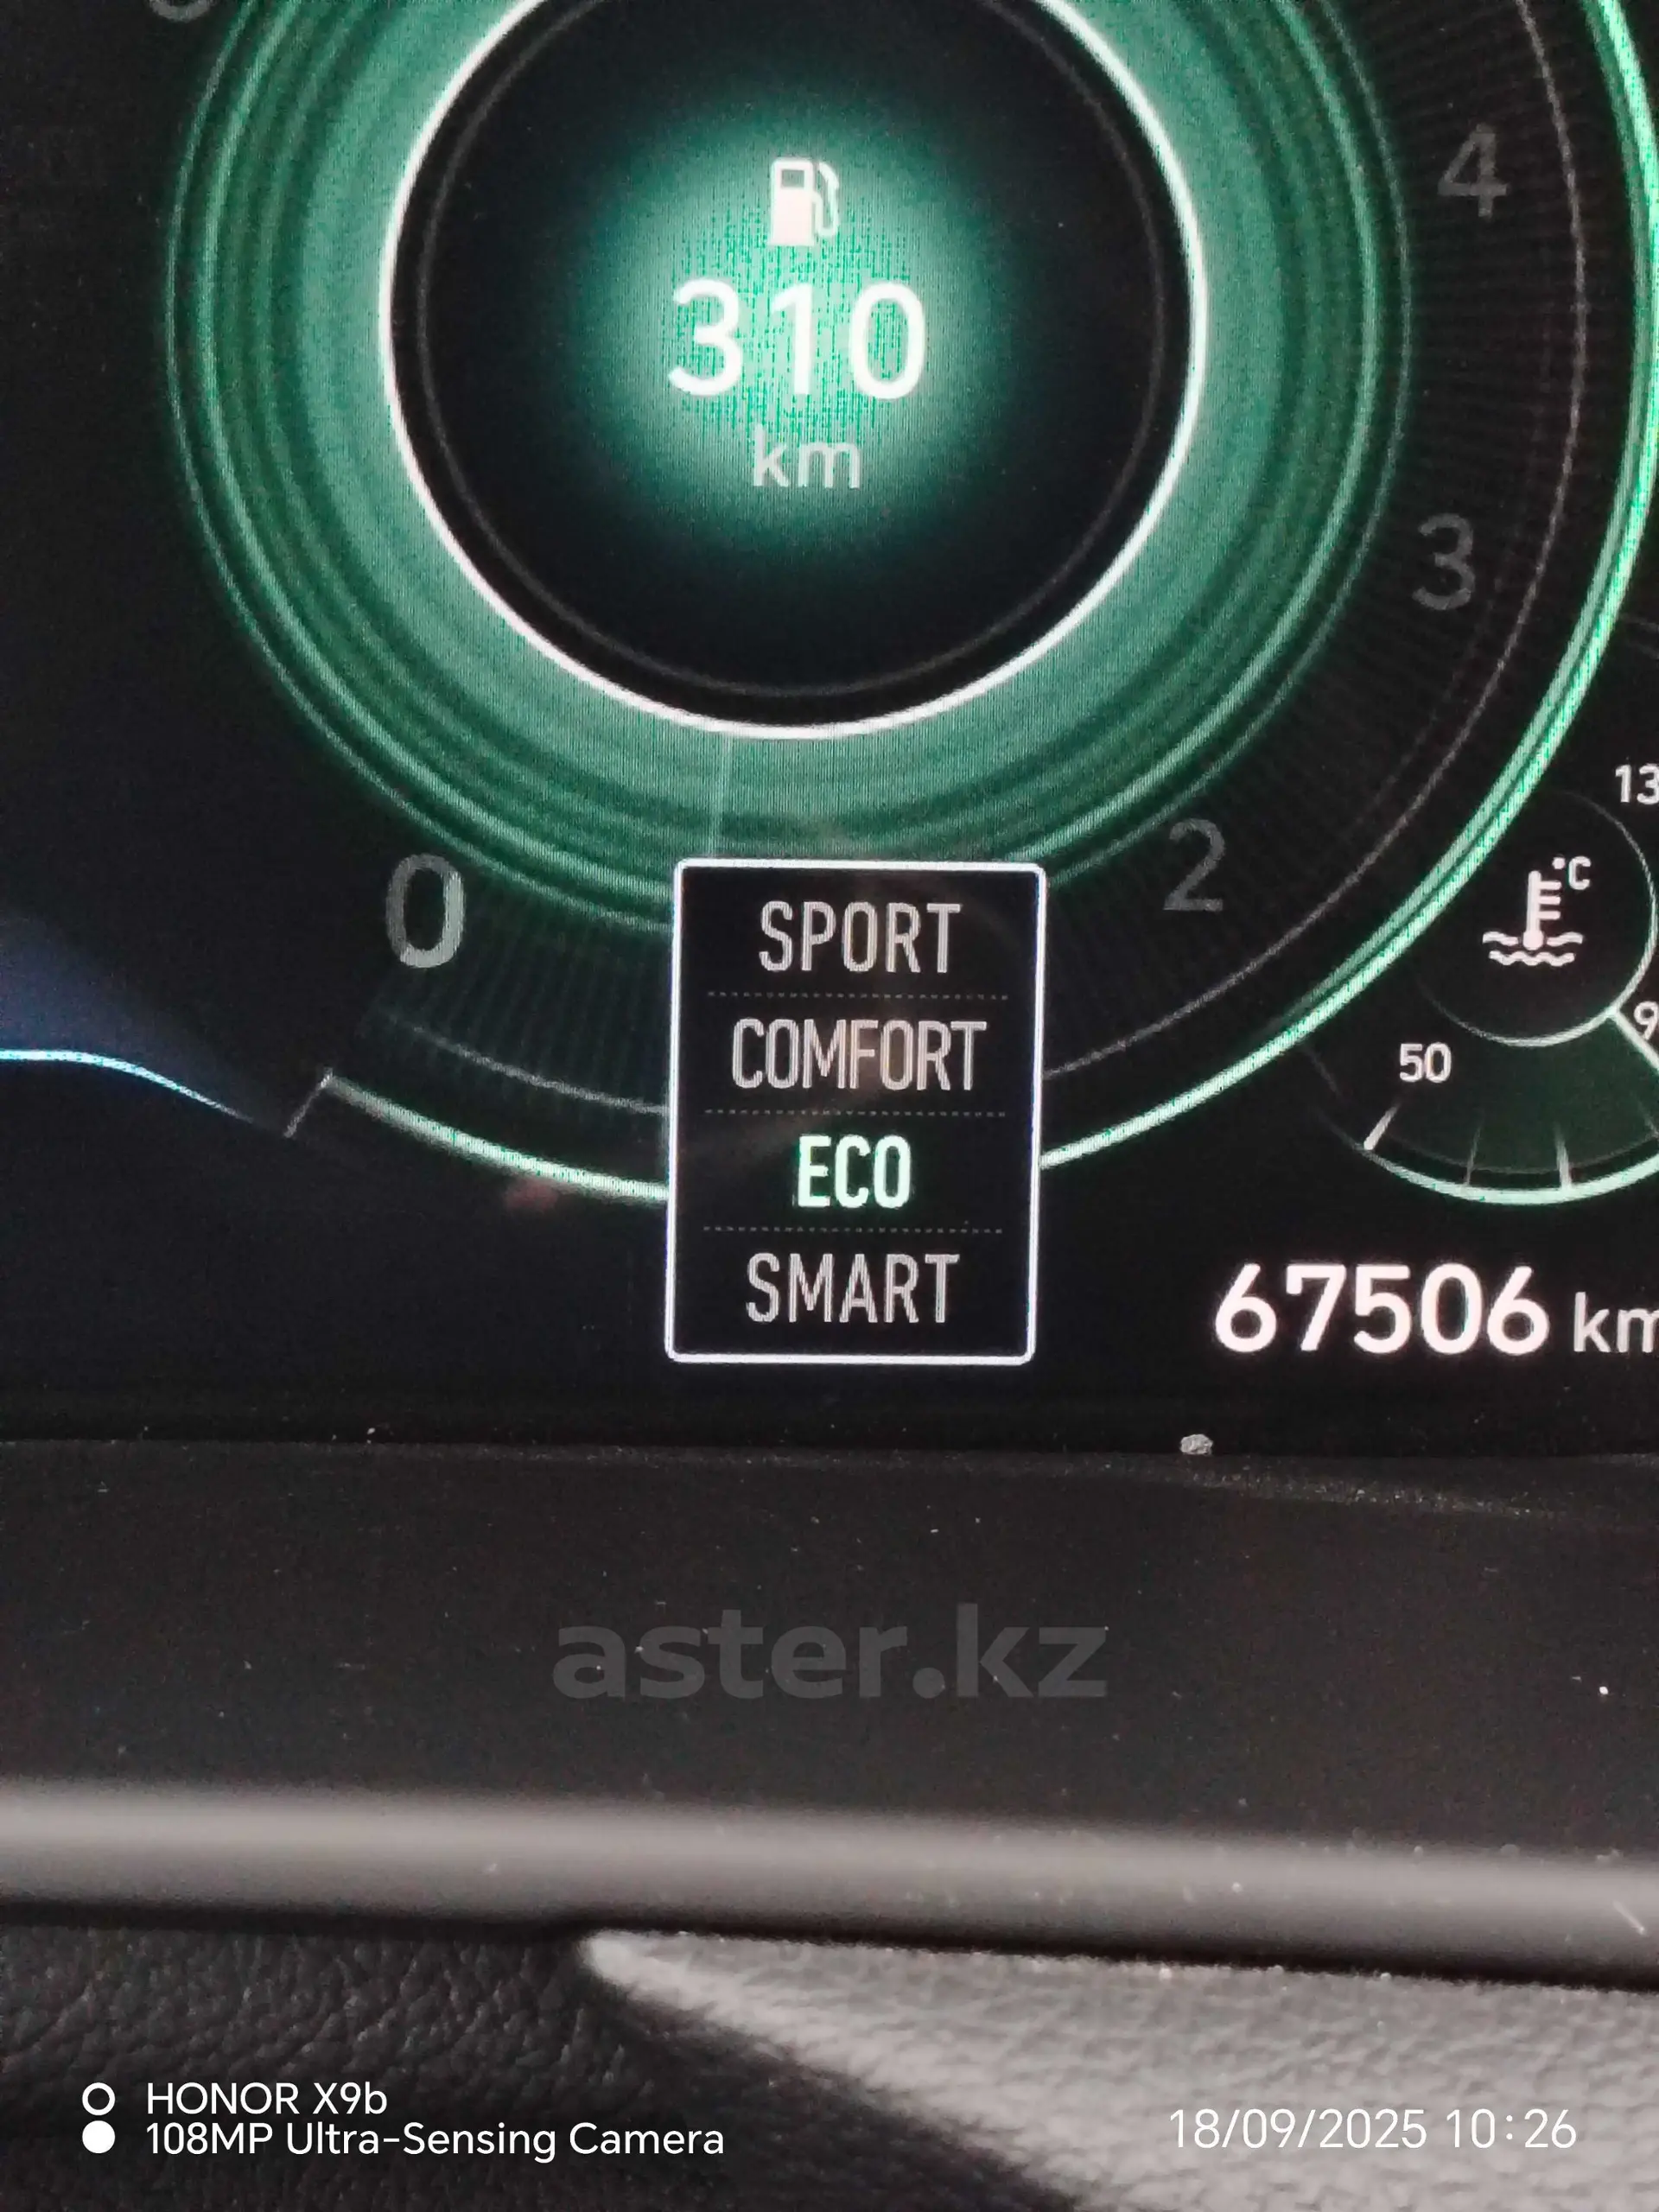 4
310
km
3
13
2
0
°C
SPORT
COMFORT
ECO
SMART
50
9
67506 km
aster.kz
HONOR X9b
108MP Ultra-Sensing Camera
18/09/2025 10:26